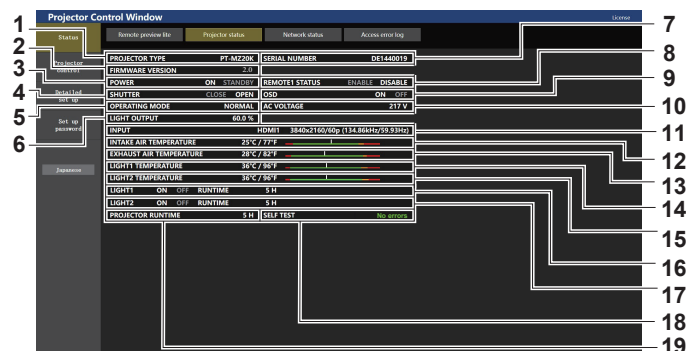 Projector Control Window
License
Status
Projector control
Detailed set up
Set up password
Japanese
Remote preview lite
Projector status
Network status
Access error log
PROJECTOR TYPE PT-MZ20K SERIAL NUMBER DE1440019
FIRMWARE VERSION 2.0
POWER ON STANDBY REMOTE1 STATUS ENABLE DISABLE
SHUTTER CLOSE OPEN OSD ON OFF
OPERATING MODE NORMAL AC VOLTAGE 217 V
LIGHT OUTPUT 60.0 %
INPUT HDMI1 3840x2160/60p (134.86kHz/59.93Hz)
INTAKE AIR TEMPERATURE 25°C / 77°F
EXHAUST AIR TEMPERATURE 28°C / 82°F
LIGHT1 TEMPERATURE 36°C / 96°F
LIGHT2 TEMPERATURE 36°C / 96°F
LIGHT1 ON OFF RUNTIME 5 H
LIGHT2 ON OFF RUNTIME 5 H
PROJECTOR RUNTIME 5 H SELF TEST No errors
1
2
3
4
5
6
7
8
9
10
11
12
13
14
15
16
17
18
19